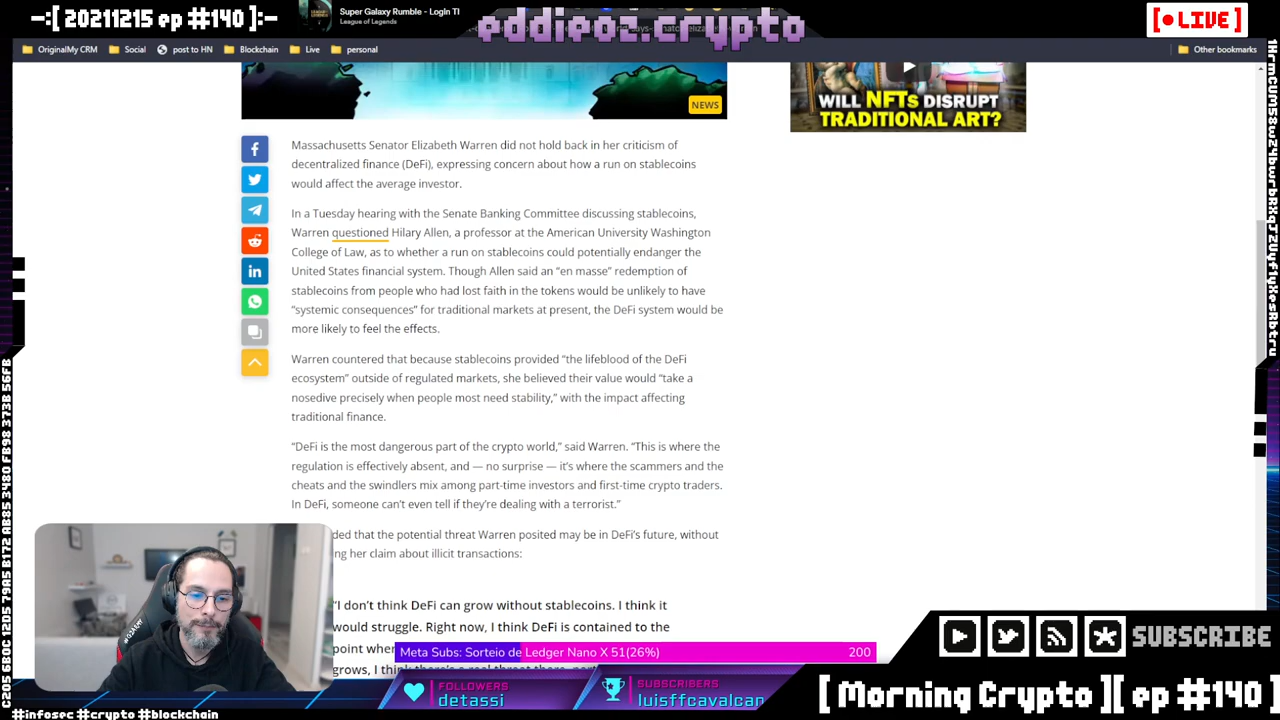 -:[ 20211215 ep #140 ]:-
Super Galaxy Rumble - Login Tl
League of Legends
eddieoz.crypto
[ LIVE ]
OriginalMy CRM
Social
post to HN
Blockchain
Live
personal
Other bookmarks
NEWS
WILL NFTs DISRUPT
TRADITIONAL ART?
Massachusetts Senator Elizabeth Warren did not hold back in her criticism of
decentralized finance (DeFi), expressing concern about how a run on stablecoins
would affect the average investor.
In a Tuesday hearing with the Senate Banking Committee discussing stablecoins,
Warren questioned Hilary Allen, a professor at the American University Washington
College of Law, as to whether a run on stablecoins could potentially endanger the
United States financial system. Though Allen said an “en masse” redemption of
stablecoins from people who had lost faith in the tokens would be unlikely to have
“systemic consequences” for traditional markets at present, the DeFi system would be
more likely to feel the effects.
Warren countered that because stablecoins provided “the lifeblood of the DeFi
ecosystem” outside of regulated markets, she believed their value would “take a
nosedive precisely when people most need stability,” with the impact affecting
traditional finance.
“DeFi is the most dangerous part of the crypto world,” said Warren. “This is where the
regulation is effectively absent, and — no surprise — it’s where the scammers and the
cheats and the swindlers mix among part-time investors and first-time crypto traders.
In DeFi, someone can’t even tell if they’re dealing with a terrorist.”
ded that the potential threat Warren posited may be in DeFi’s future, without
ing her claim about illicit transactions:
“I don’t think DeFi can grow without stablecoins. I think it
would struggle. Right now, I think DeFi is contained to the
point wher
grows, I think there’s a real threat there, part
Meta Subs: Sorteio de Ledger Nano X 51(26%)
200
FOLLOWERS
detassi
SUBSCRIBERS
luisffcavalcan
SUBSCRIBE
[ Morning Crypto ][ ep #140 ]
#infosec #crypto #blockchain